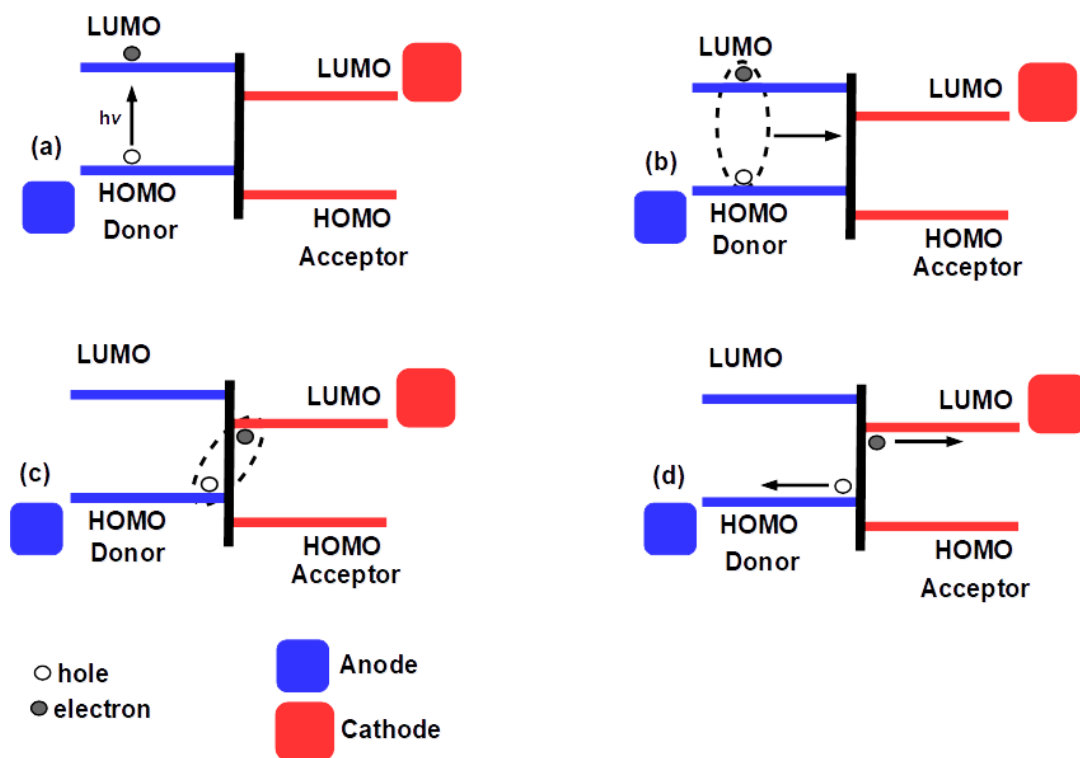 LUMO
LUMO
hν
(a)
HOMO
Donor
HOMO
Acceptor
LUMO
LUMO
(b)
HOMO
Donor
HOMO
Acceptor
LUMO
LUMO
(c)
HOMO
Donor
HOMO
Acceptor
LUMO
LUMO
(d)
HOMO
Donor
HOMO
Acceptor
hole
electron
Anode
Cathode